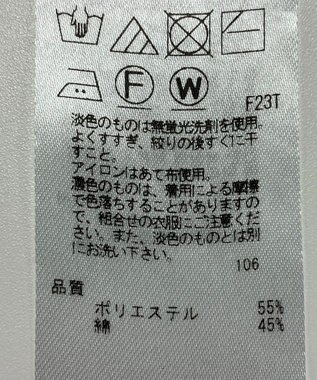 F W
F23T
淡色のものは無蛍光洗剤を使用。
よくすすぎ、絞りの後すぐに干
すこと。
アイロンはあて布使用。
濃色のものは、着用による摩擦
で色落ちすることがありますの
で、組合せの衣服にご注意くだ
さい。また、淡色のものとは別
にお洗い下さい。
106
品質
ポリエステル 55%
綿 45%